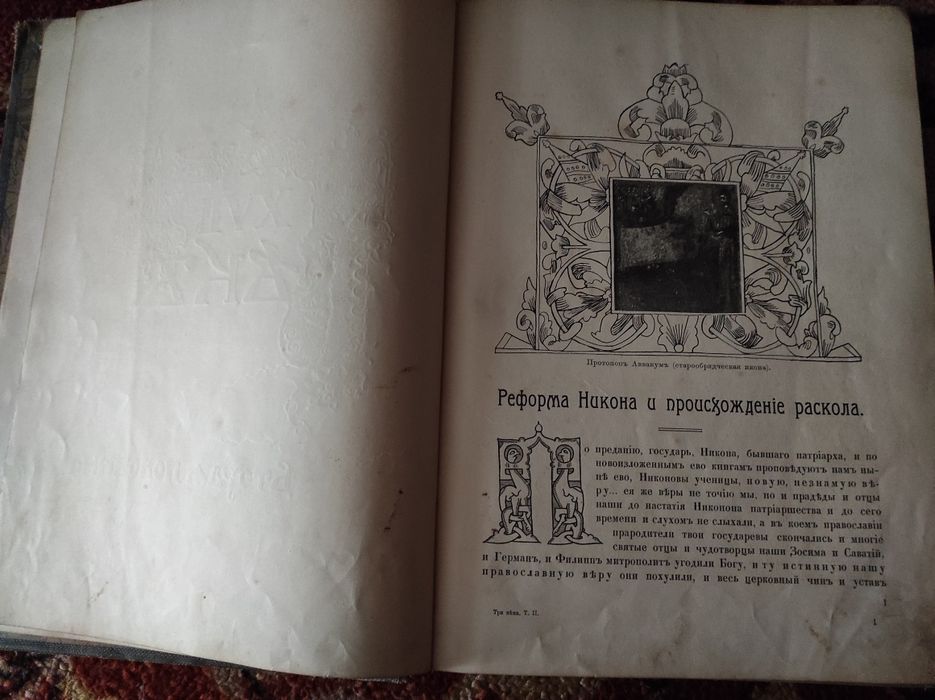 Протопопъ Аввакумъ (старообрядческая икона).
Реформа Никона и происхожденіе раскола.
По преданію, государь, Никона, бывшаго патріарха, и по
новоизложеннымъ ево книгамъ проповѣдуютъ намъ ны-
нѣ ево, Никоновы ученицы, новую, незнамую вѣ-
ру... ея же вѣры не точію мы, но и прадѣды и отцы
наши до настатія Никонона патріаршества и до сего
времени и слухомъ не слыхали, а въ коемъ православіи
прародители твои государевы скончались и многіе
святые отцы и чудотворцы наши Зосима и Саватій,
и Германъ, и Филиппъ митрополитъ угодили Богу, и ту истинную нашу
православную вѣру они похулили, и весь церковный чинъ и уставъ
Три вѣка. Т. II.
1
1